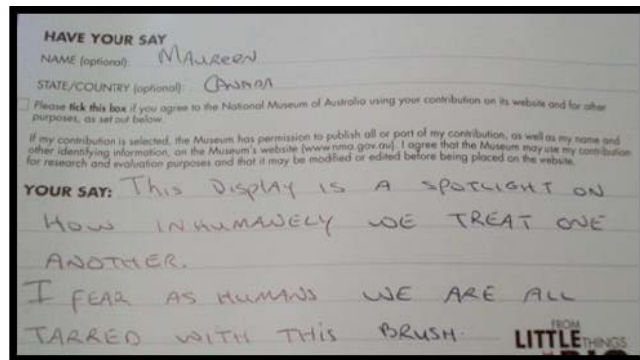 HAVE YOUR SAY
NAME (optional): MAUREEN
STATE/COUNTRY (optional): CANADA
Please tick this box if you agree to the National Museum of Australia using your contribution on its website and for other
purposes, as set out below.
If my contribution is selected, the Museum has permission to publish all or part of my contribution, as well as my name and
other identifying information, on the Museum's website (www.nma.gov.au). I agree that the Museum may use my contribution
for research and evaluation purposes and that it may be modified or edited before being placed on the website.
YOUR SAY: THIS DISPLAY IS A SPOTLIGHT ON
HOW INHUMANELY WE TREAT ONE
ANOTHER.
I FEAR AS HUMANS WE ARE ALL
TARRED WITH THIS BRUSH.
FROM
LITTLE THINGS